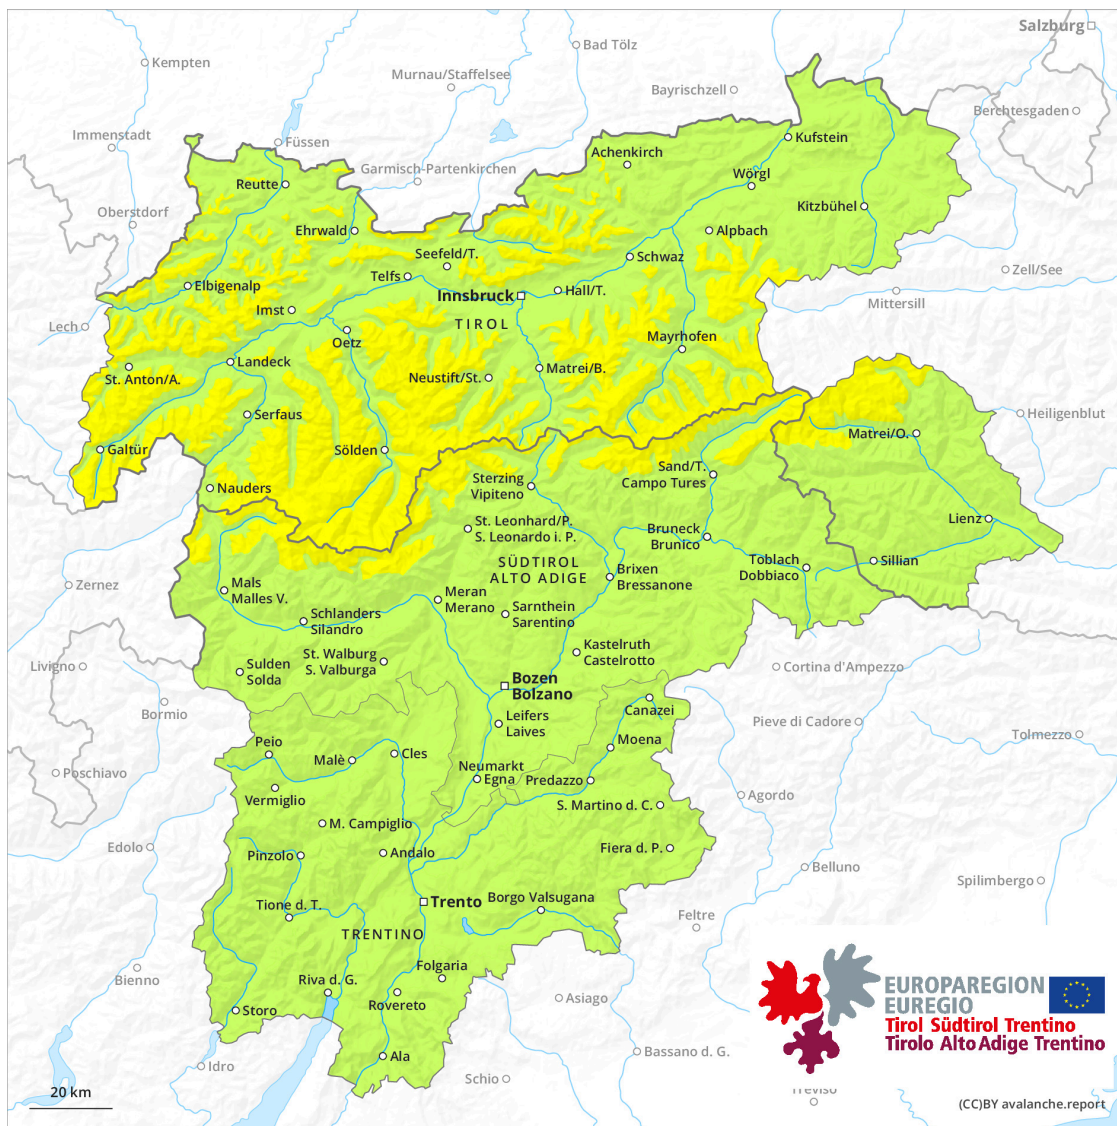 Salzburg
Bad Tölz
Kempten
Murnau/Staffelsee
Bayrischzell
Berchtesgaden
Immenstadt
Füssen
Kufstein
Achenkirch
Garmisch-Partenkirchen
Wörgl
Reutte
Kitzbühel
Oberstdorf
Ehrwald
Alpbach
Seefeld/T.
Schwaz
Telfs
Zell/See
Elbigenalp
Innsbruck
Hall/T.
Mittersill
Imst
TIROL
Lech
Oetz
Mayrhofen
Landeck
St. Anton/A.
Neustift/St.
Matrei/B.
Serfaus
Heiligenblut
Matrei/O.
Galtür
Sölden
Sand/T.
Campo Tures
Sterzing
Vipiteno
Nauders
Lienz
St. Leonhard/P.
S. Leonardo i. P.
Bruneck
Brunico
SÜDTIROL
ALTO ADIGE
Toblach
Dobbiaco
Sillian
Brixen
Bressanone
Zernez
Mals
Malles V.
Meran
Merano
Sarnthein
Sarentino
Schlanders
Silandro
Kastelruth
Castelrotto
St. Walburg
S. Valburga
Livigno
Sulden
Solda
Cortina d'Ampezzo
Bozen
Bolzano
Bormio
Canazei
Leifers
Laives
Pieve di Cadore
Tolmezzo
Peio
Moena
Cles
Malè
Poschiavo
Neumarkt
Egna
Predazzo
Vermiglio
Agordo
S. Martino d. C.
M. Campiglio
Edolo
Pinzolo
Andalo
Fiera d. P.
Belluno
Spilimbergo
Tione d. T.
Trento
Borgo Valsugana
Feltre
TRENTINO
Folgaria
Bienno
Riva d. G.
Rovereto
Asiago
Storo
EUROPAREGION
EUREGIO
Tirol Südtirol Trentino
Tirolo Alto Adige Trentino
Ala
Bassano d. G.
Idro
Schio
Treviso
20 km
(CC)BY avalanche.report